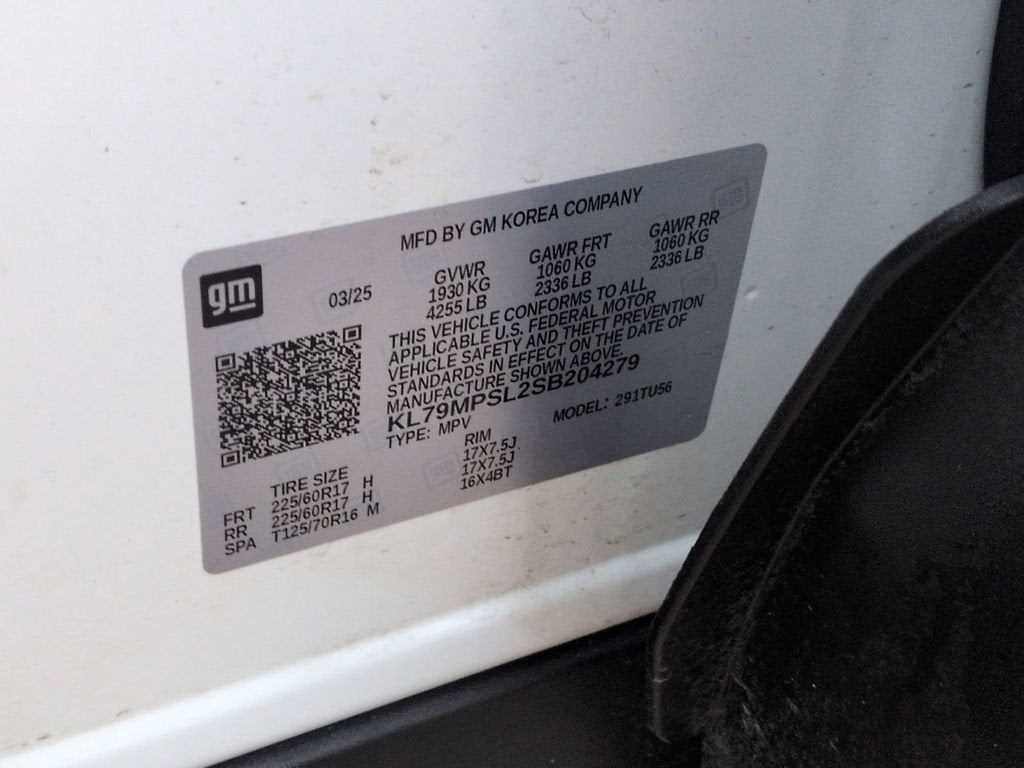 MFD BY GM KOREA COMPANY
gm
03/25
GVWR GAWR FRT GAWR RR
1930 KG 1060 KG 1060 KG
4255 LB 2336 LB 2336 LB
THIS VEHICLE CONFORMS TO ALL
APPLICABLE U.S. FEDERAL MOTOR
VEHICLE SAFETY AND THEFT PREVENTION
STANDARDS IN EFFECT ON THE DATE OF
MANUFACTURE SHOWN ABOVE.
KL79MPSL2SB204279
TYPE: MPV MODEL: 291TU56
TIRE SIZE RIM
FRT 225/60R17 H 17X7.5J
RR 225/60R17 H 17X7.5J
SPA T125/70R16 M 16X4BT